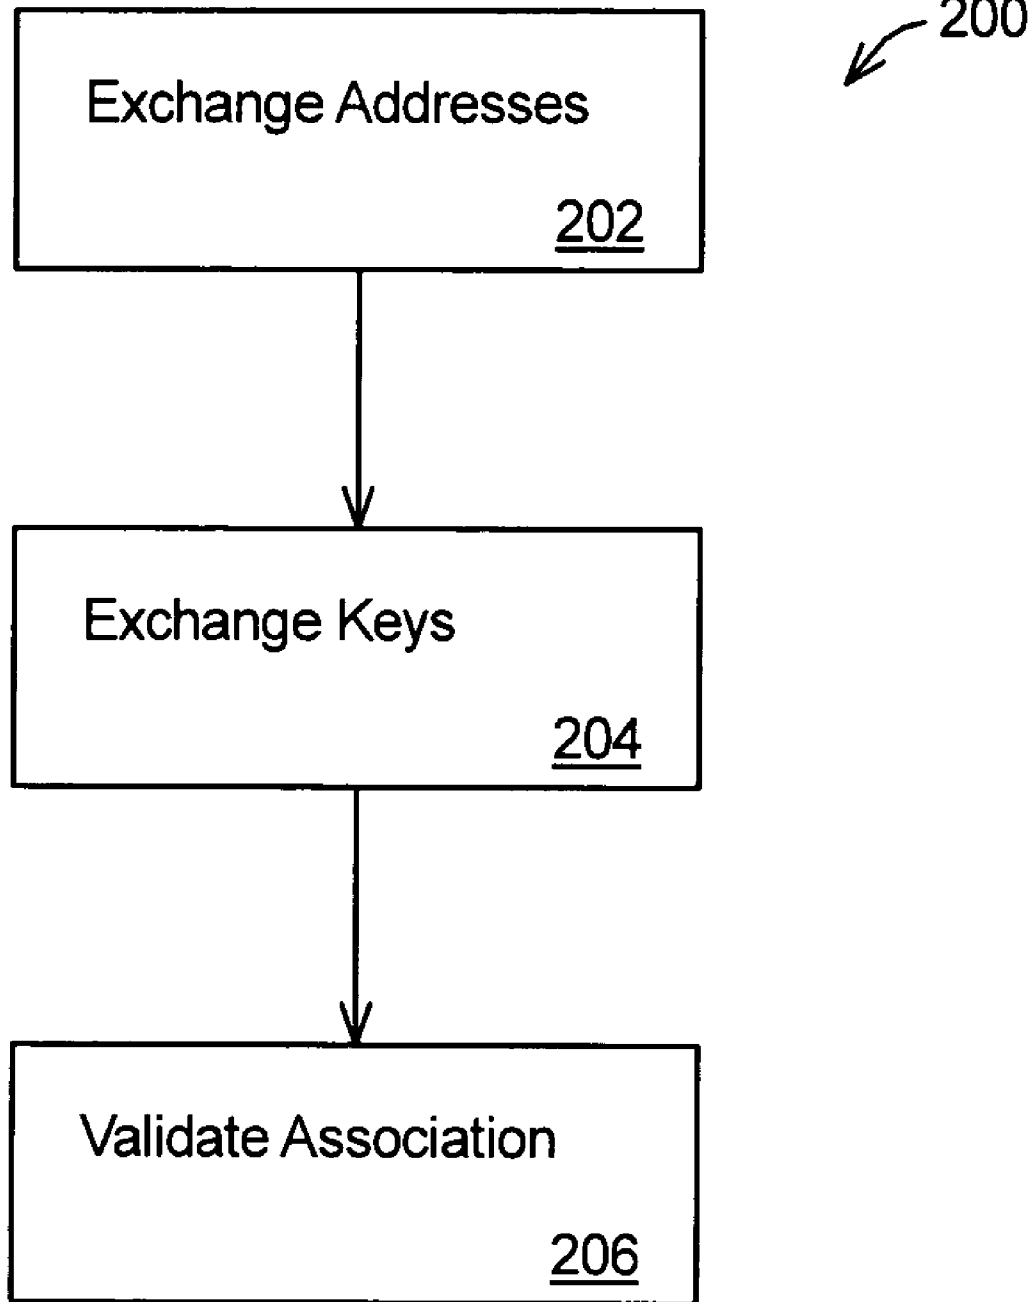 200
Exchange Addresses
202
Exchange Keys
204
Validate Association
206